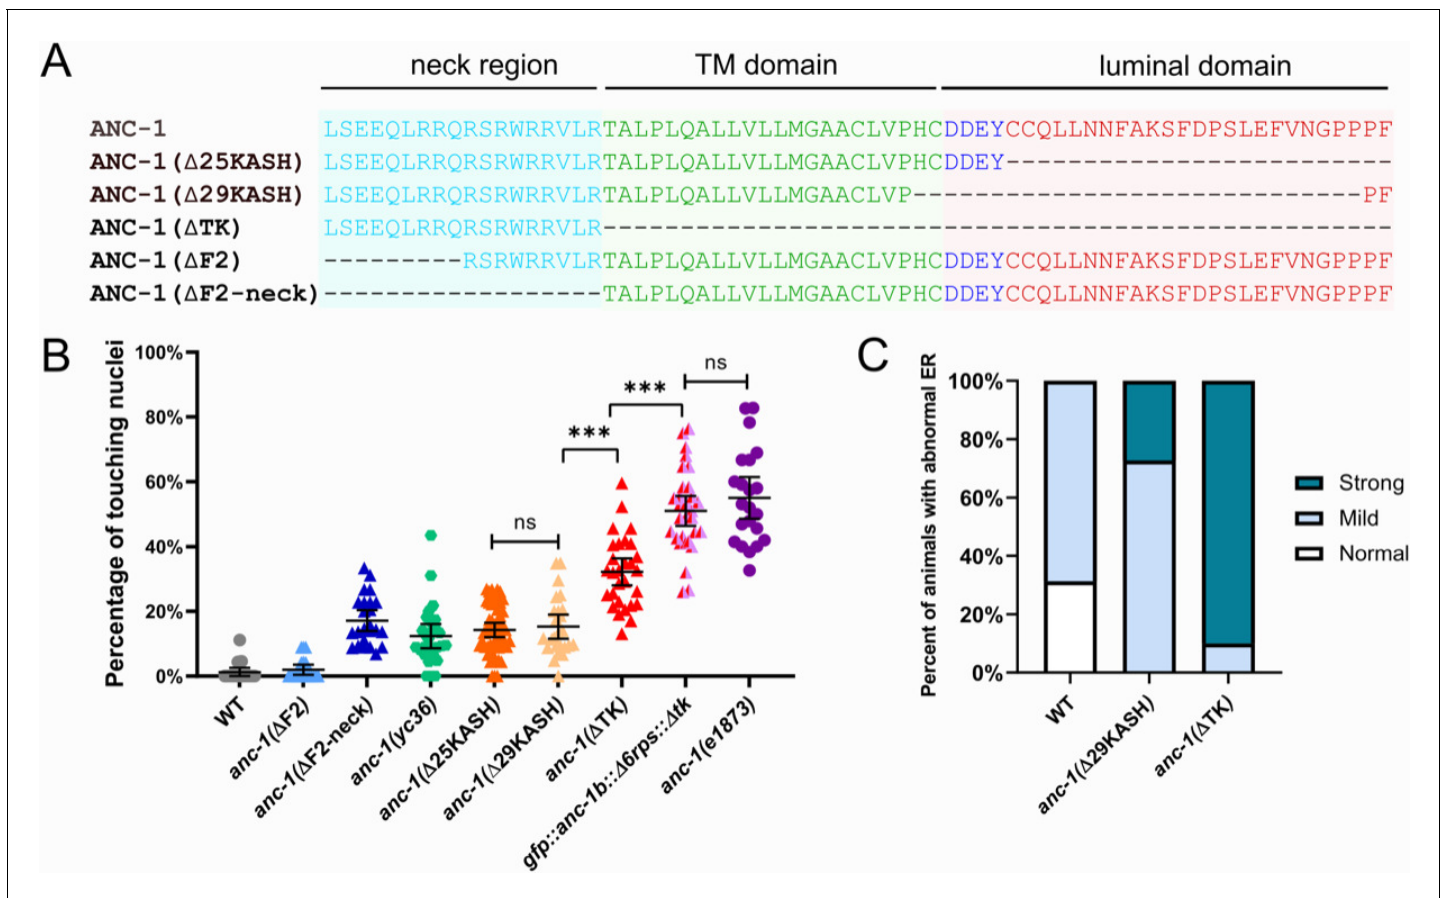 A
neck region TM domain luminal domain
ANC-1 LSEEQLRRQRSRWRRVLRTALPLQALLVLLMGAACLVPHCDDEYCCQLLNNFAKSFDPSLEFVNGPPPF
ANC-1(Δ25KASH) LSEEQLRRQRSRWRRVLRTALPLQALLVLLMGAACLVPHCDDEY-------------------------
ANC-1(Δ29KASH) LSEEQLRRQRSRWRRVLRTALPLQALLVLLMGAACLVP-----------------------------PF
ANC-1(ΔTK) LSEEQLRRQRSRWRRVLR---------------------------------------------------
ANC-1(ΔF2) ---------RSRWRRVLRTALPLQALLVLLMGAACLVPHCDDEYCCQLLNNFAKSFDPSLEFVNGPPPF
ANC-1(ΔF2-neck) ------------------TALPLQALLVLLMGAACLVPHCDDEYCCQLLNNFAKSFDPSLEFVNGPPPF
B
Percentage of touching nuclei
100%
80%
60%
40%
20%
0%
ns
***
***
ns
WT
anc-1(ΔF2)
anc-1(ΔF2-neck)
anc-1(yc36)
anc-1(Δ25KASH)
anc-1(Δ29KASH)
anc-1(ΔTK)
gfp::anc-1b::Δ6rps::Δtk
anc-1(e1873)
C
Percent of animals with abnormal ER
100%
80%
60%
40%
20%
0%
WT
anc-1(Δ29KASH)
anc-1(ΔTK)
Strong
Mild
Normal